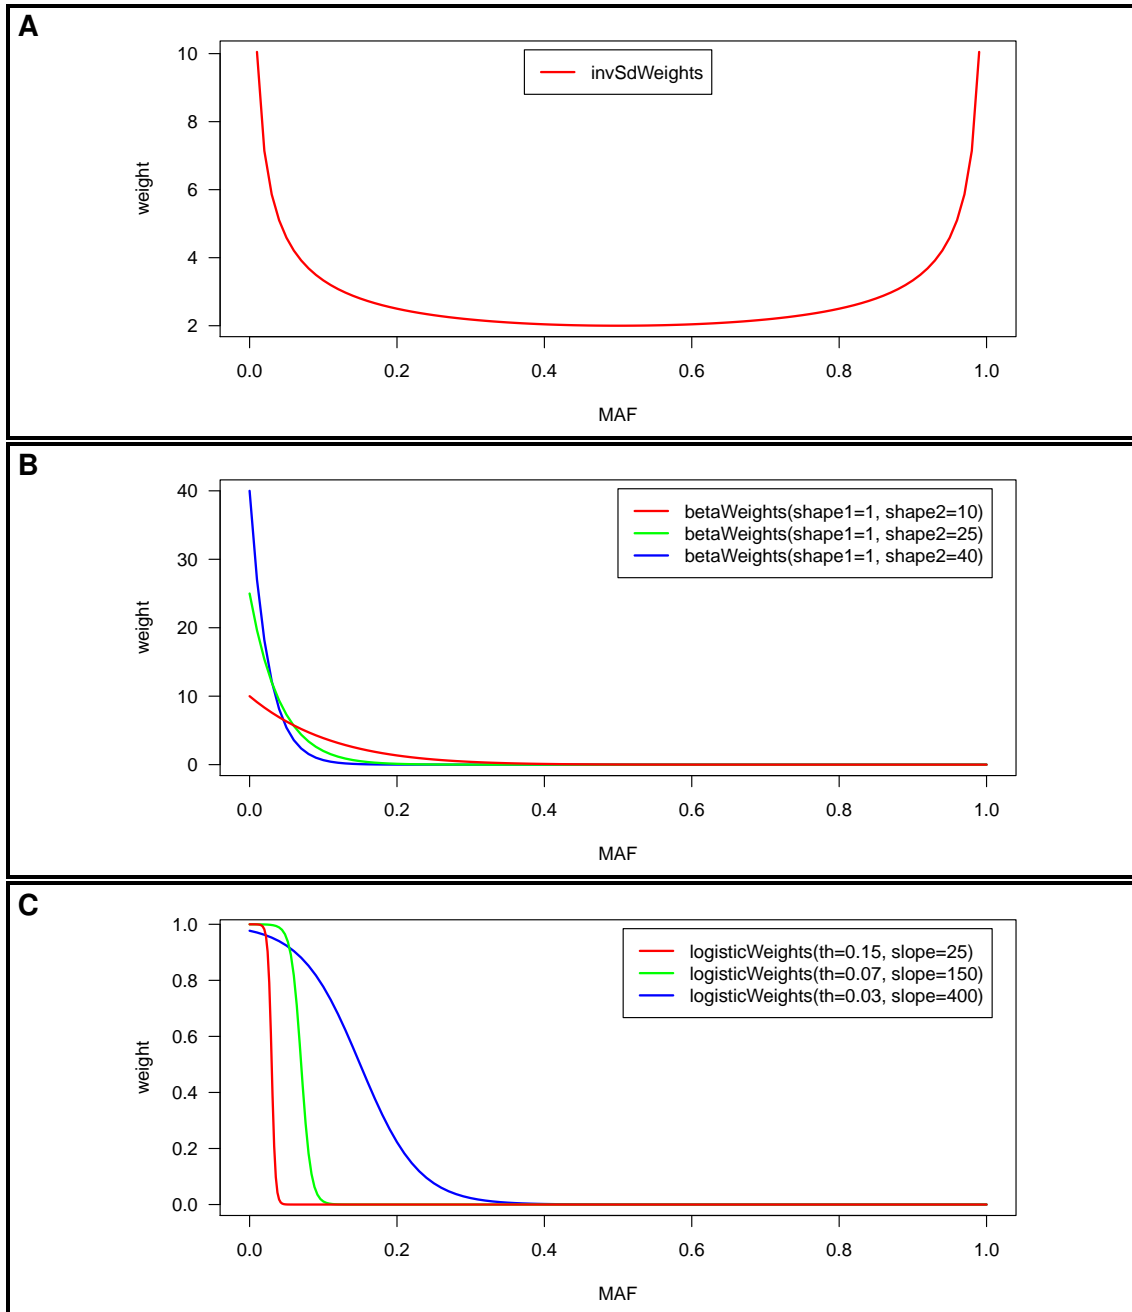 A
10
8
6
4
2
weight
invSdWeights
0.0 0.2 0.4 0.6 0.8 1.0
MAF
B
40
30
20
10
0
weight
betaWeights(shape1=1, shape2=10)
betaWeights(shape1=1, shape2=25)
betaWeights(shape1=1, shape2=40)
0.0 0.2 0.4 0.6 0.8 1.0
MAF
C
1.0
0.8
0.6
0.4
0.2
0.0
weight
logisticWeights(th=0.15, slope=25)
logisticWeights(th=0.07, slope=150)
logisticWeights(th=0.03, slope=400)
0.0 0.2 0.4 0.6 0.8 1.0
MAF